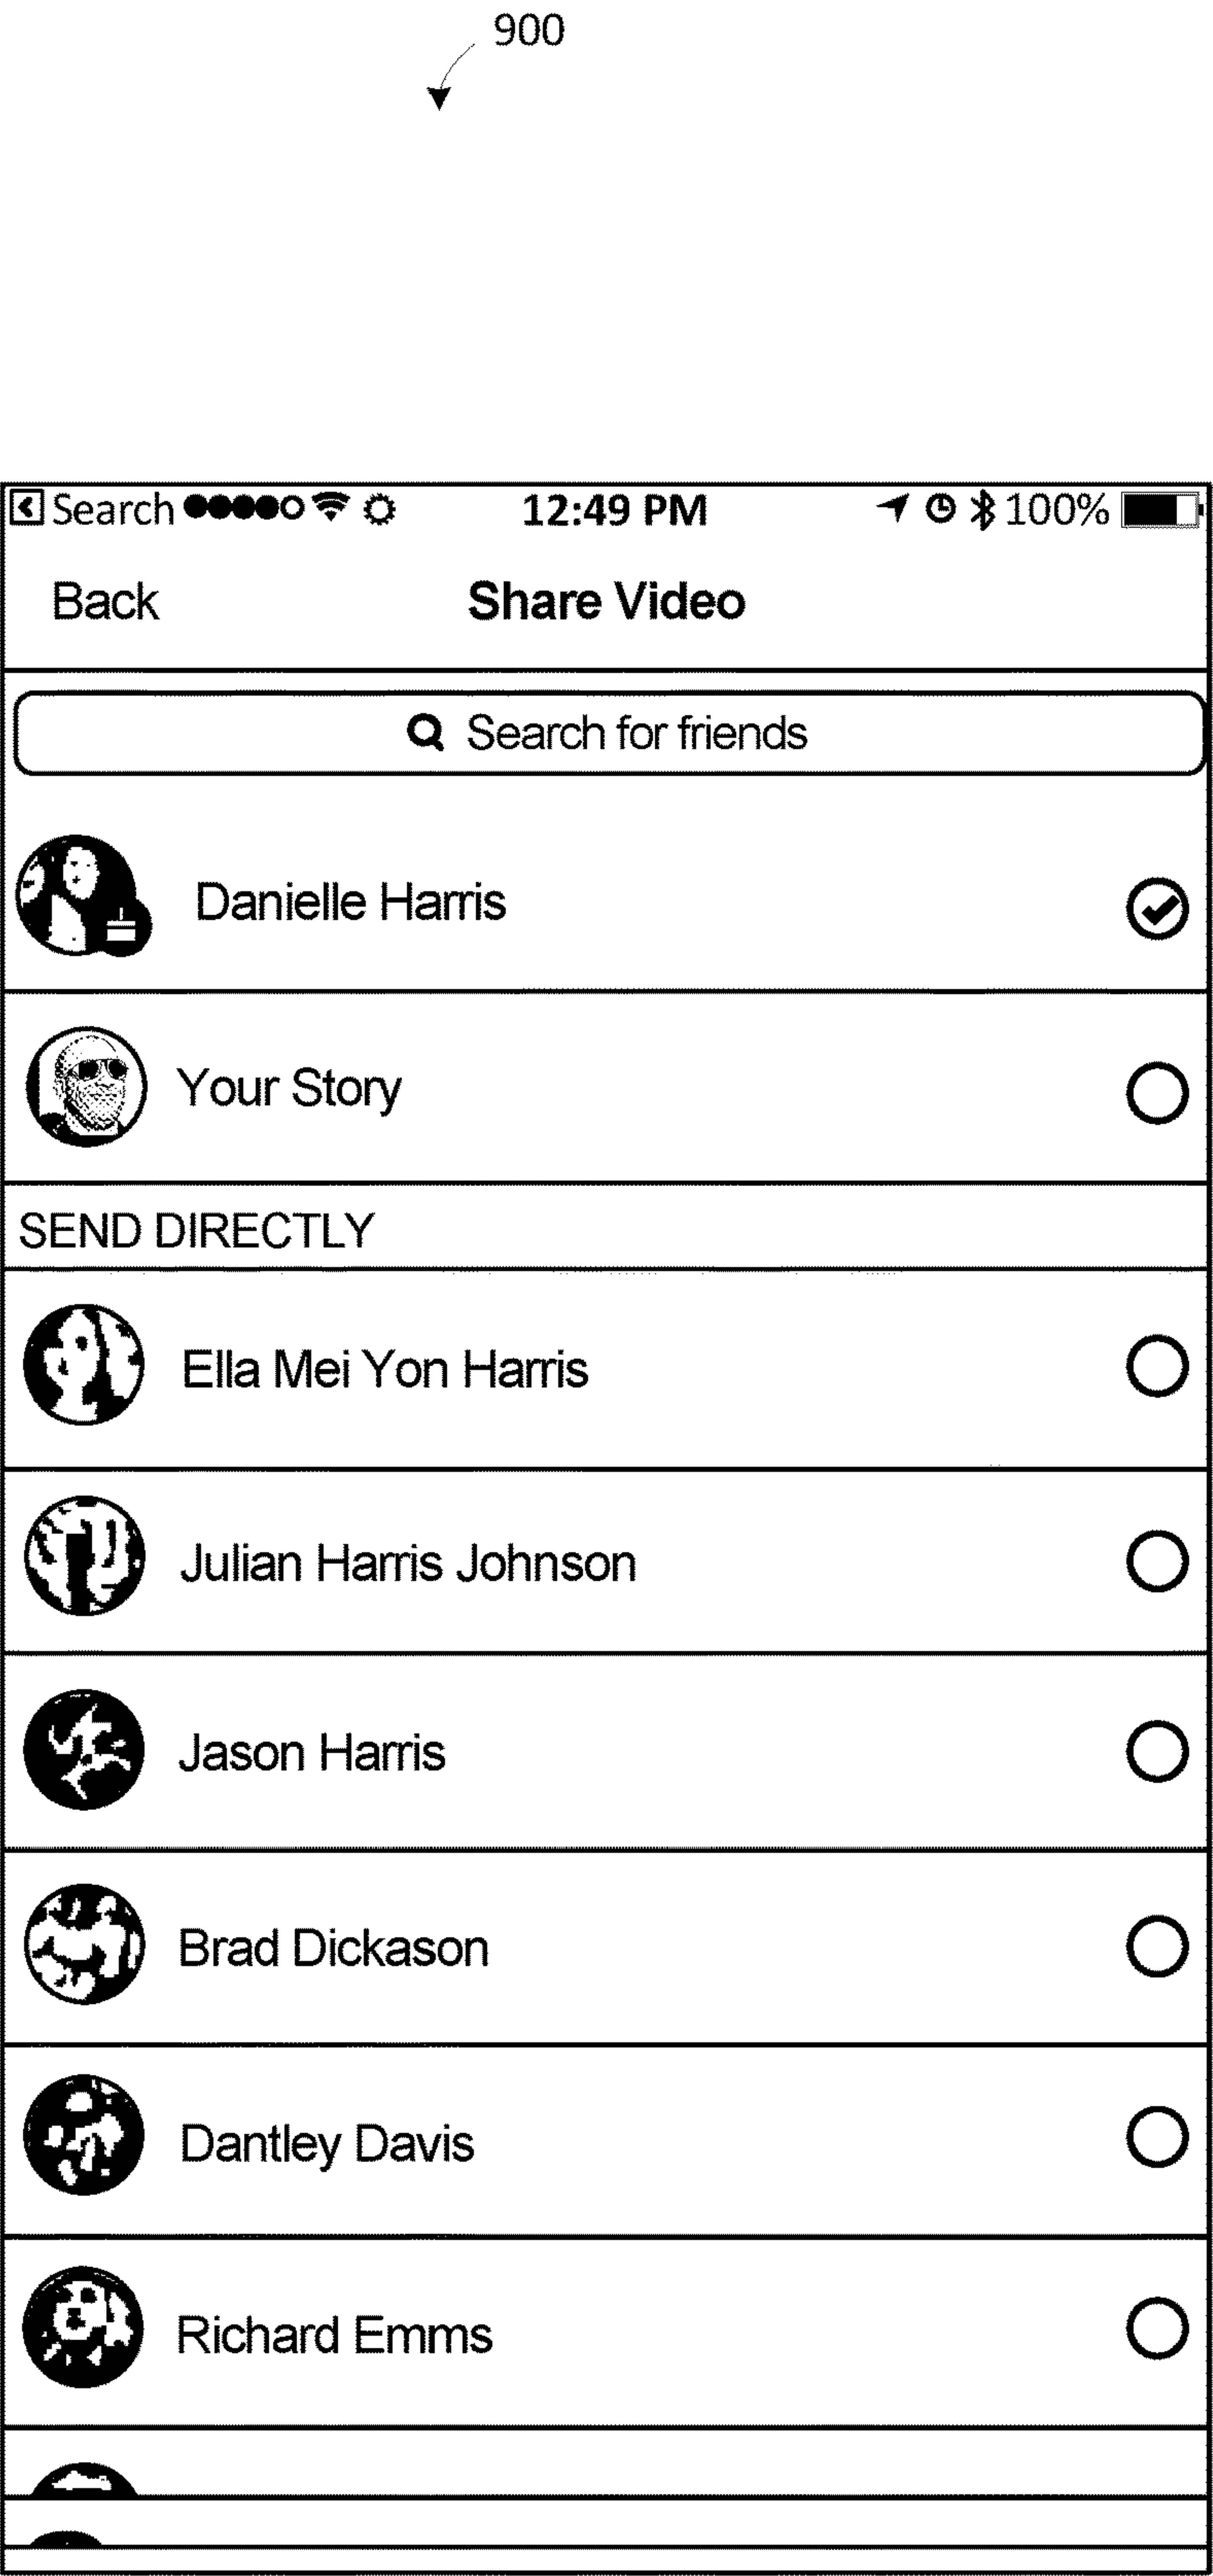 900
Search 12:49 PM 100%
Back Share Video
Search for friends
Danielle Harris
Your Story
SEND DIRECTLY
Ella Mei Yon Harris
Julian Harris Johnson
Jason Harris
Brad Dickason
Dantley Davis
Richard Emms